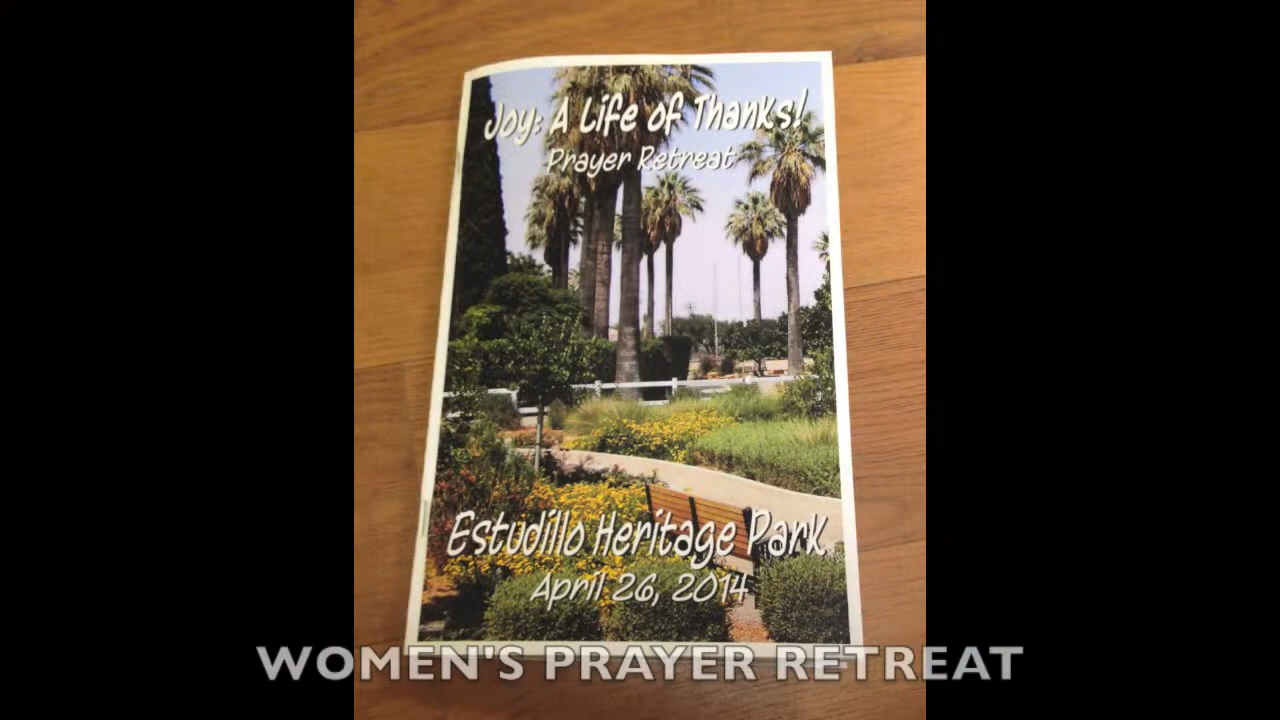 Joy: A Life of Thanks!
Prayer Retreat
Estudillo Heritage Park
April 26, 2014
WOMEN'S PRAYER RETREAT